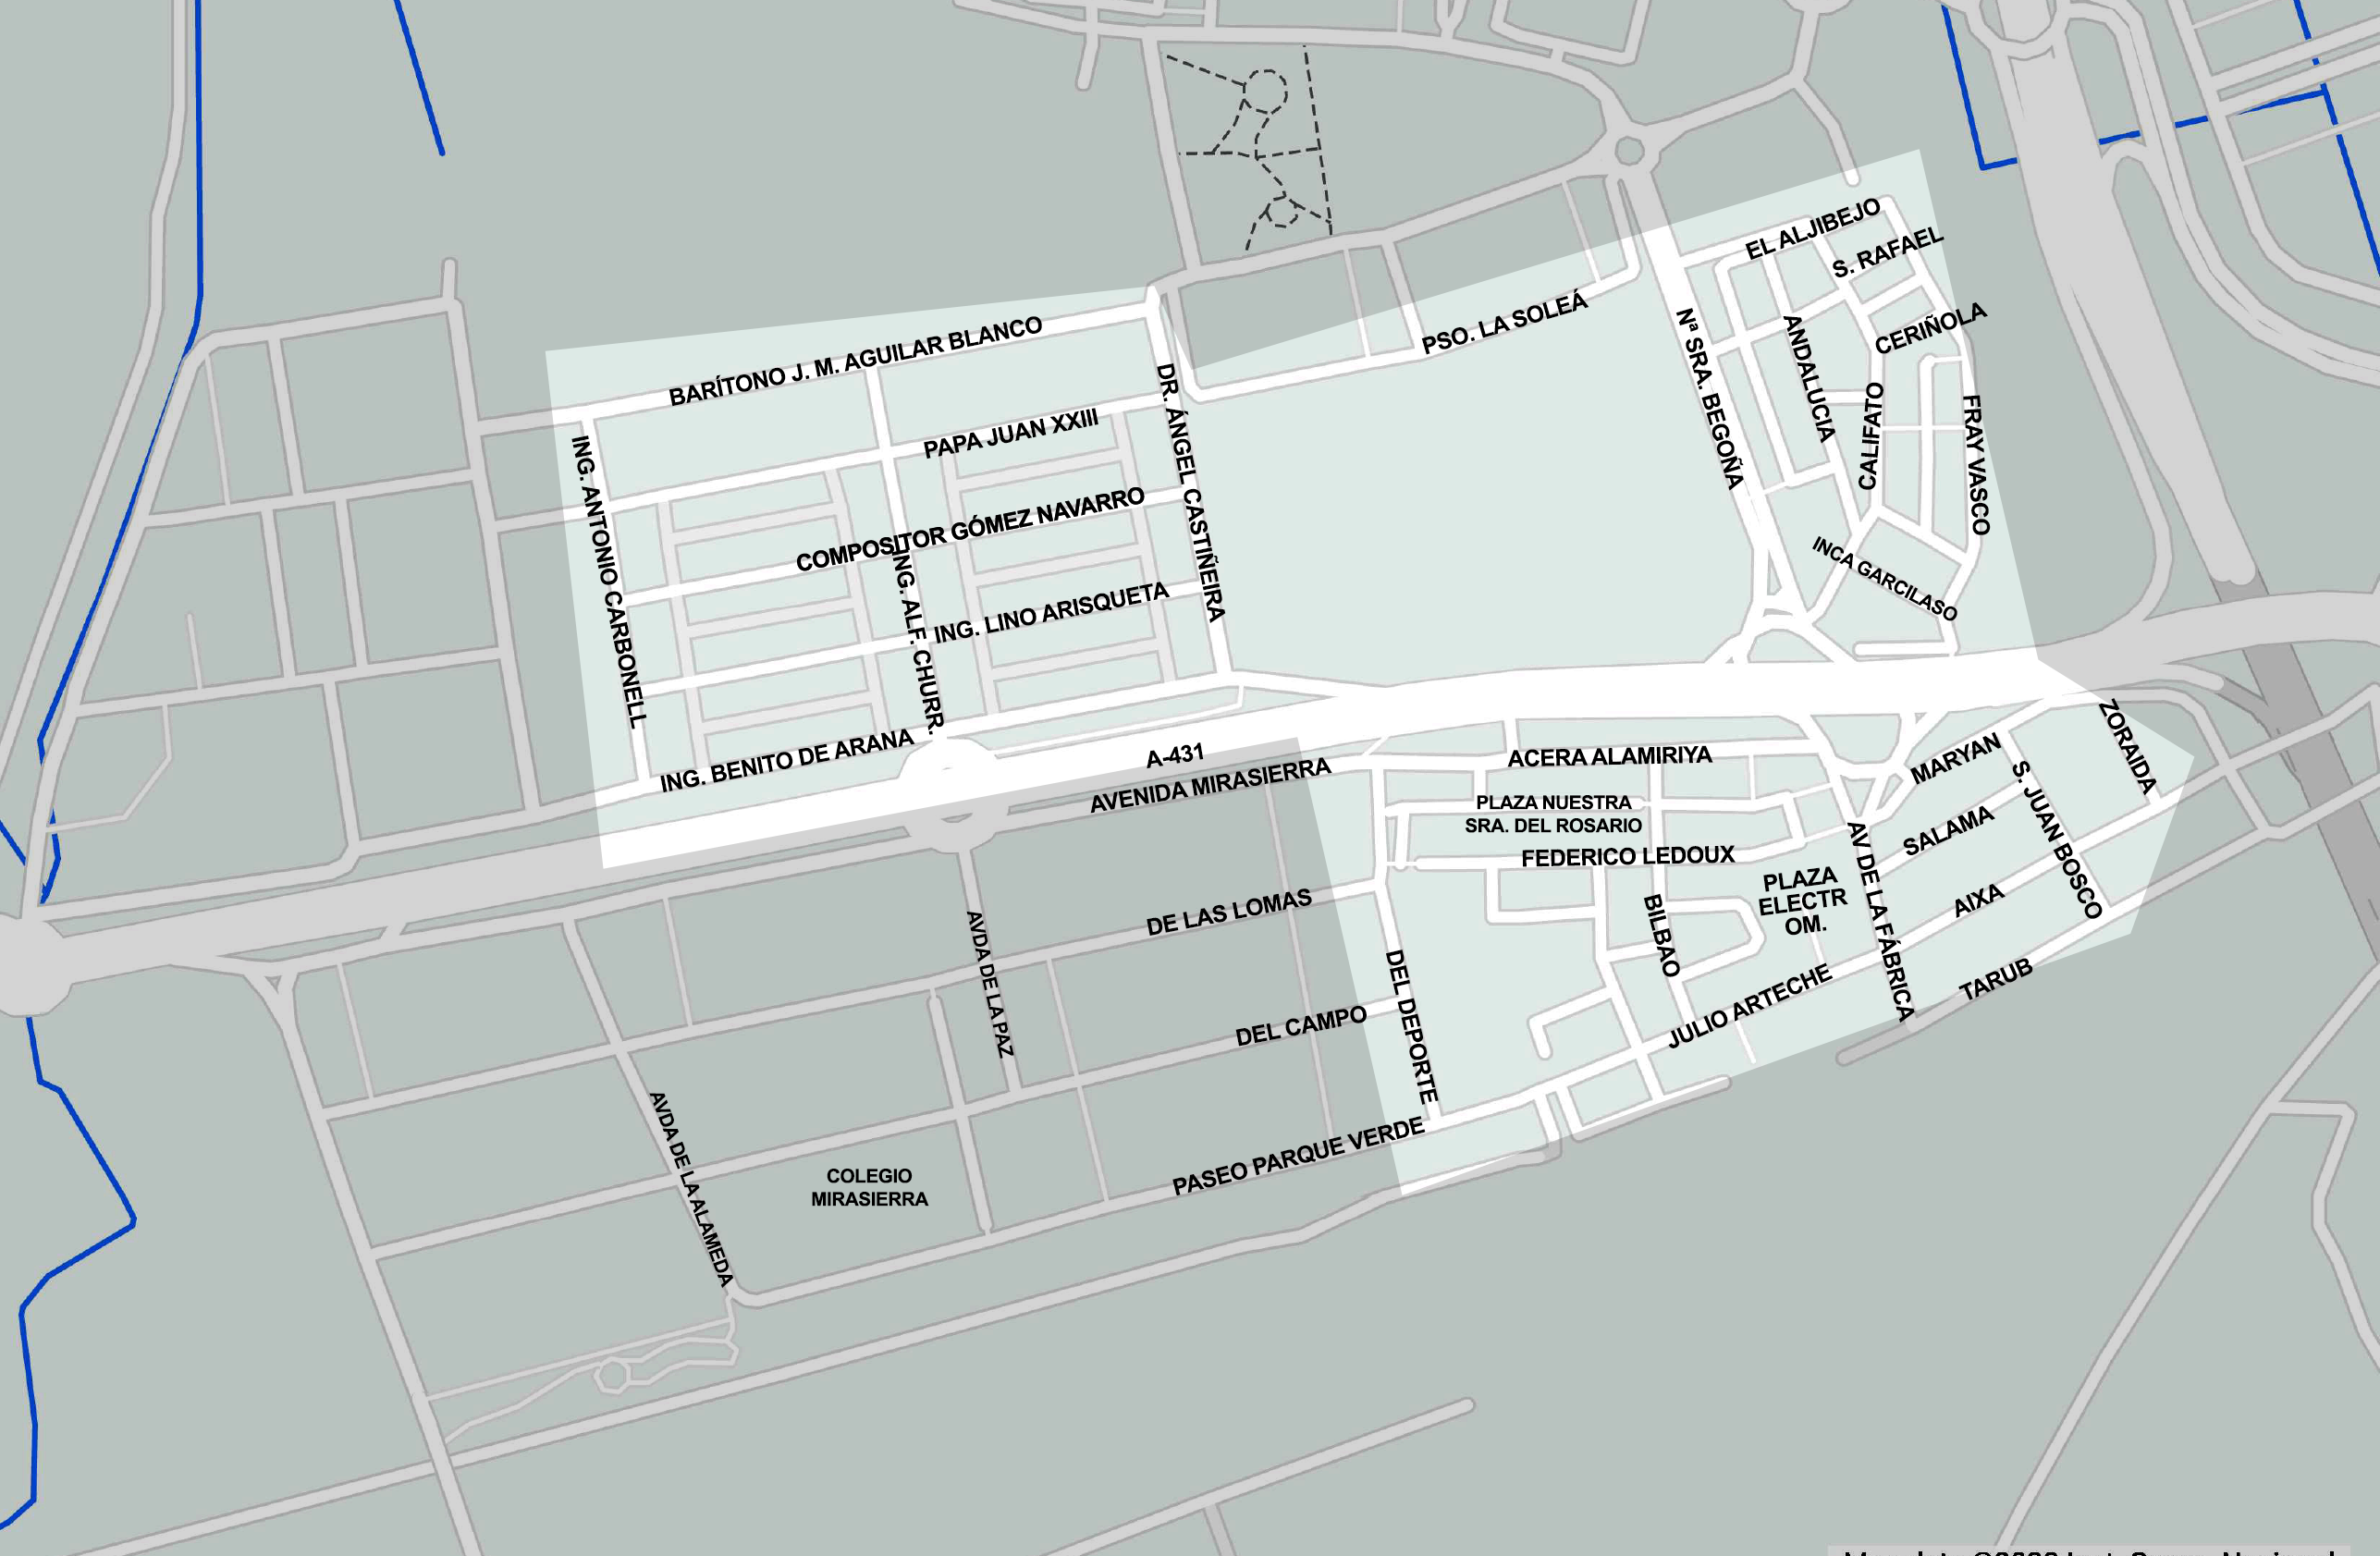 EL ALJIBEJO
S. RAFAEL
CERIÑOLA
PSO. LA SOLEÁ
Nª SRA. BEGOÑA
ANDALUCIA
CALIFATO
FRAY VASCO
INCA GARCILASO
BARÍTONO J. M. AGUILAR BLANCO
DR. ÁNGEL CASTIÑEIRA
PAPA JUAN XXIII
ING. ANTONIO CARBONELL
COMPOSITOR GÓMEZ NAVARRO
ING. ALF. CHURR.
ING. LINO ARISQUETA
ING. BENITO DE ARANA
A-431
AVENIDA MIRASIERRA
ACERA ALAMIRIYA
MARYAN
ZORAIDA
S. JUAN BOSCO
PLAZA NUESTRA
SRA. DEL ROSARIO
SALAMA
AV DE LA FÁBRICA
FEDERICO LEDOUX
PLAZA
ELECTR
OM.
AIXA
BILBAO
DE LAS LOMAS
AVDA DE LA PAZ
DEL DEPORTE
TARUB
JULIO ARTECHE
DEL CAMPO
AVDA DE LA ALAMEDA
PASEO PARQUE VERDE
COLEGIO
MIRASIERRA